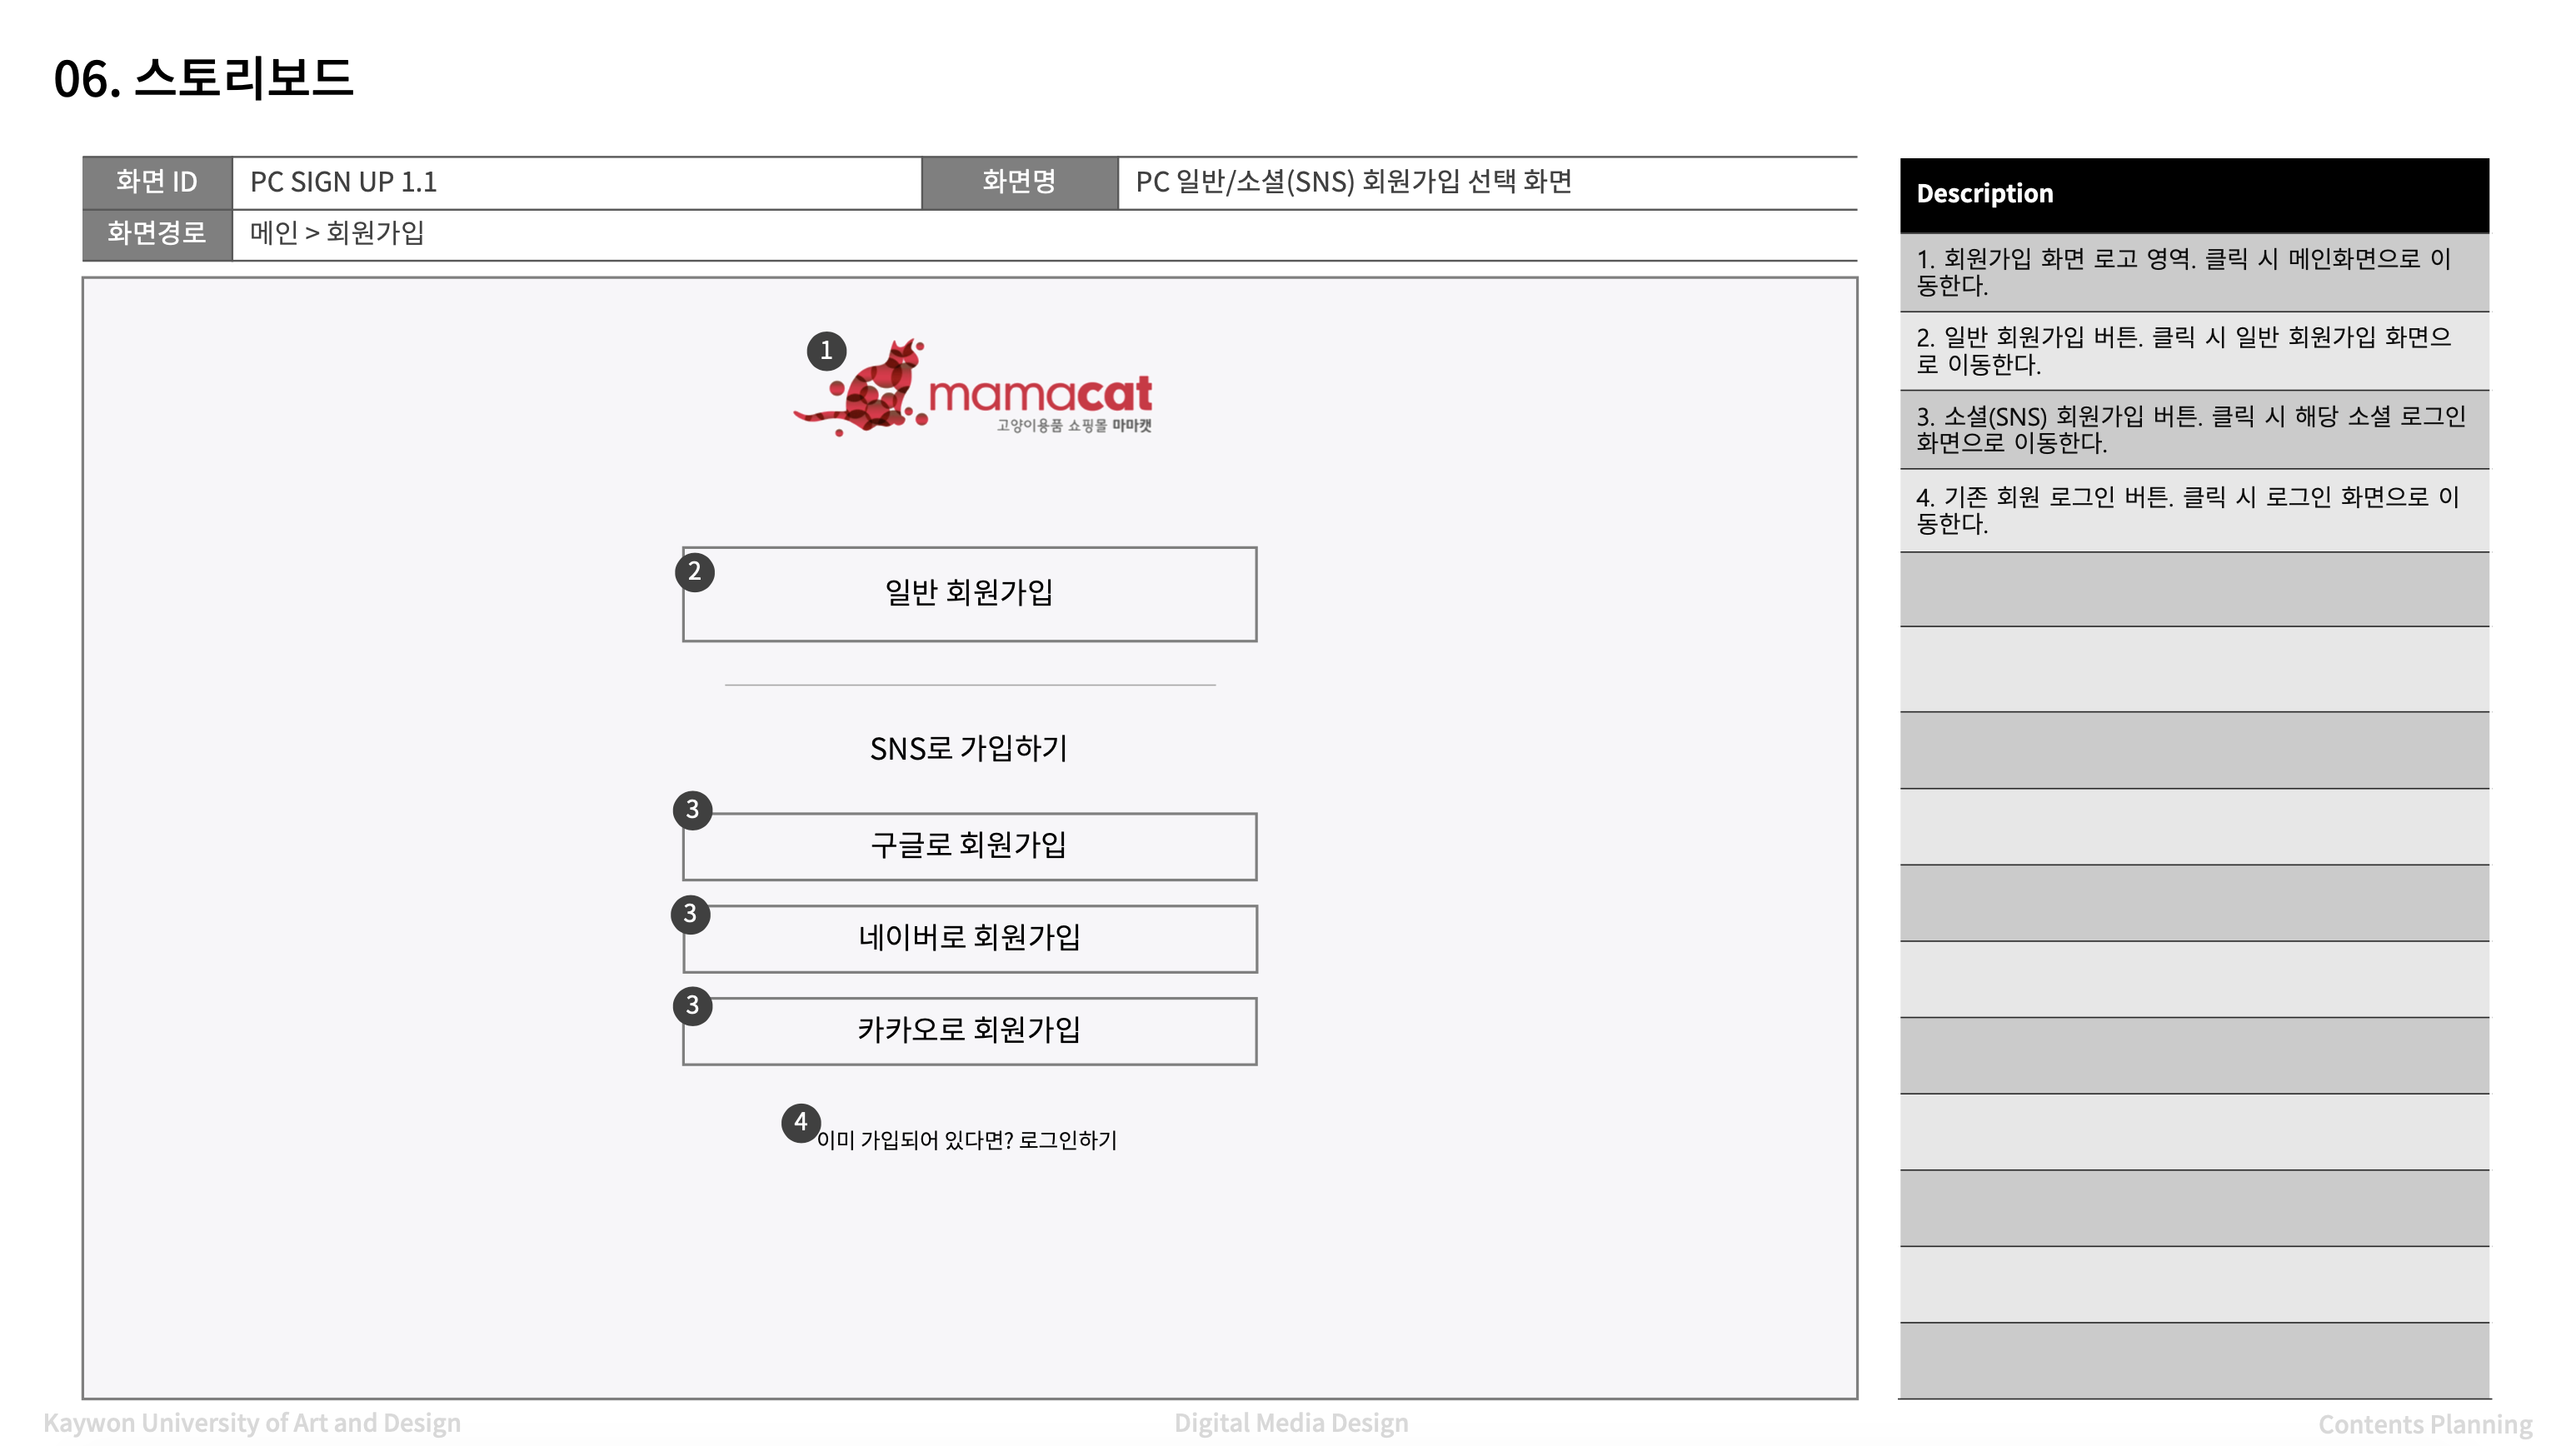 06. 스토리보드
화면 ID PC SIGN UP 1.1 화면명 PC 일반/소셜(SNS) 회원가입 선택 화면
화면경로 메인 > 회원가입
1
mamacat
고양이용품 쇼핑몰 마마캣
2
일반 회원가입
SNS로 가입하기
3
구글로 회원가입
3
네이버로 회원가입
3
카카오로 회원가입
4
이미 가입되어 있다면? 로그인하기
Description
1. 회원가입 화면 로고 영역. 클릭 시 메인화면으로 이
동한다.
2. 일반 회원가입 버튼. 클릭 시 일반 회원가입 화면으
로 이동한다.
3. 소셜(SNS) 회원가입 버튼. 클릭 시 해당 소셜 로그인
화면으로 이동한다.
4. 기존 회원 로그인 버튼. 클릭 시 로그인 화면으로 이
동한다.
Kaywon University of Art and Design Digital Media Design Contents Planning